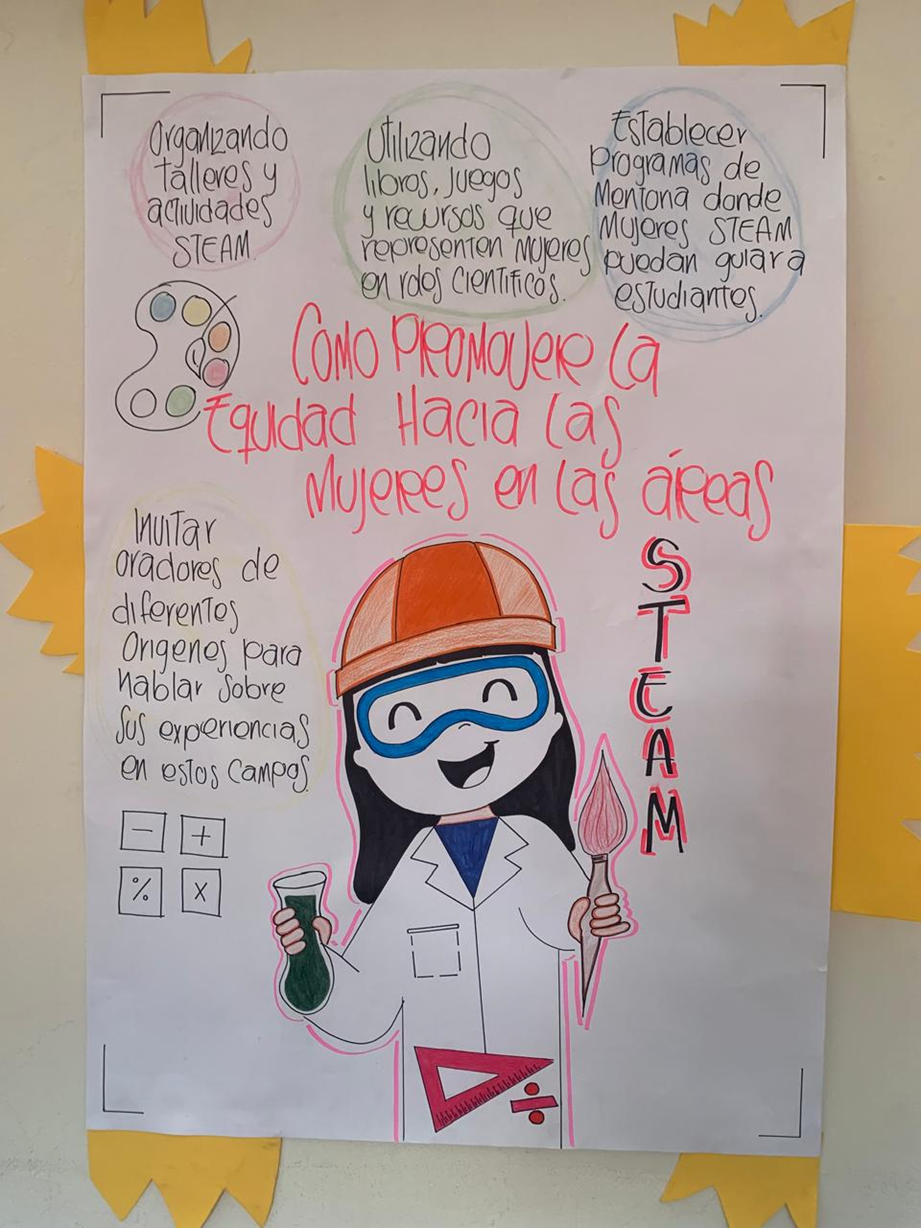 Organizando
talleres y
actividades
STEAM.
Utilizando
libros, juegos
y recursos que
representen mujeres
en roles científicos.
Establecer
programas de
Mentoria donde
Mujeres STEAM
puedan guiar a
estudiantes.
Como promover la
Equidad Hacia las
Mujeres en las áreas
STEAM
Invitar
oradores de
diferentes
Origenes para
hablar sobre
sus experiencias
en estos campos.
− +
% x
÷